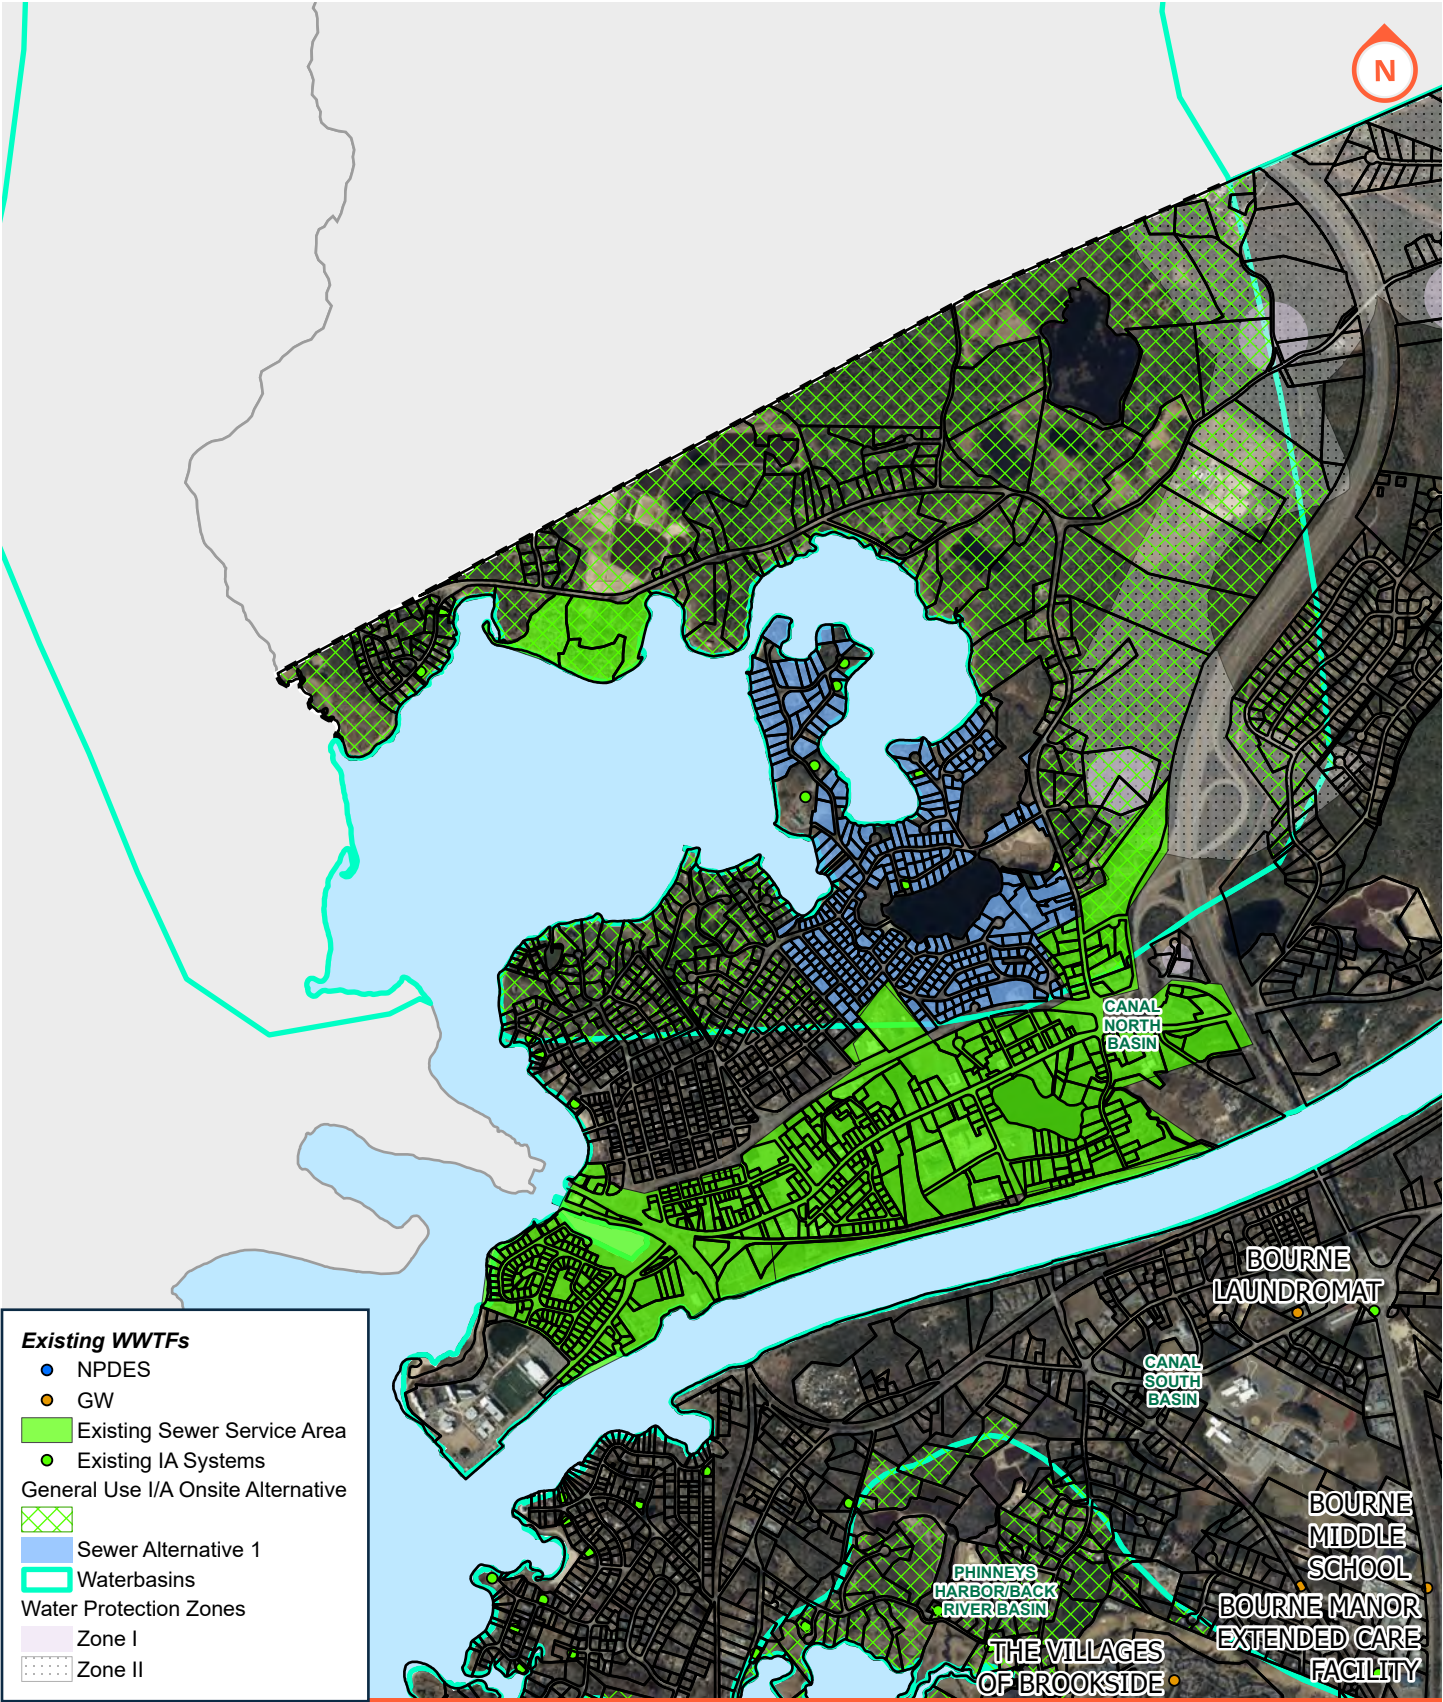 N
CANAL
NORTH
BASIN
BOURNE
LAUNDROMAT
CANAL
SOUTH
BASIN
BOURNE
MIDDLE
SCHOOL
PHINNEYS
HARBOR/BACK
RIVER BASIN
BOURNE MANOR
EXTENDED CARE
FACILITY
THE VILLAGES
OF BROOKSIDE
Existing WWTFs
NPDES
GW
Existing Sewer Service Area
Existing IA Systems
General Use I/A Onsite Alternative
Sewer Alternative 1
Waterbasins
Water Protection Zones
Zone I
Zone II